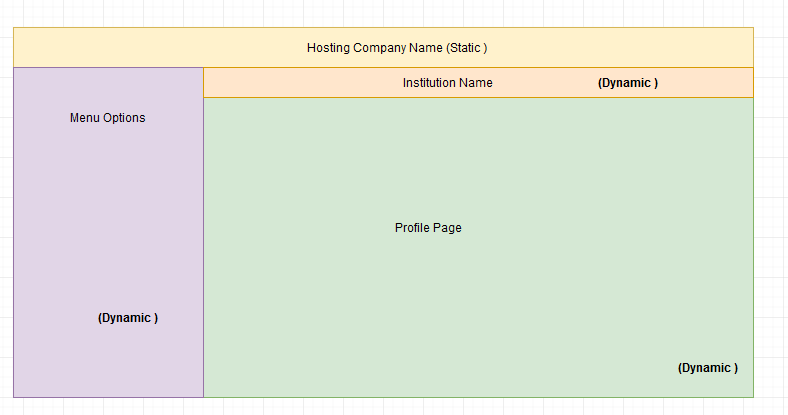 Hosting Company Name (Static )
Institution Name (Dynamic )
Menu Options
Profile Page
(Dynamic )
(Dynamic )